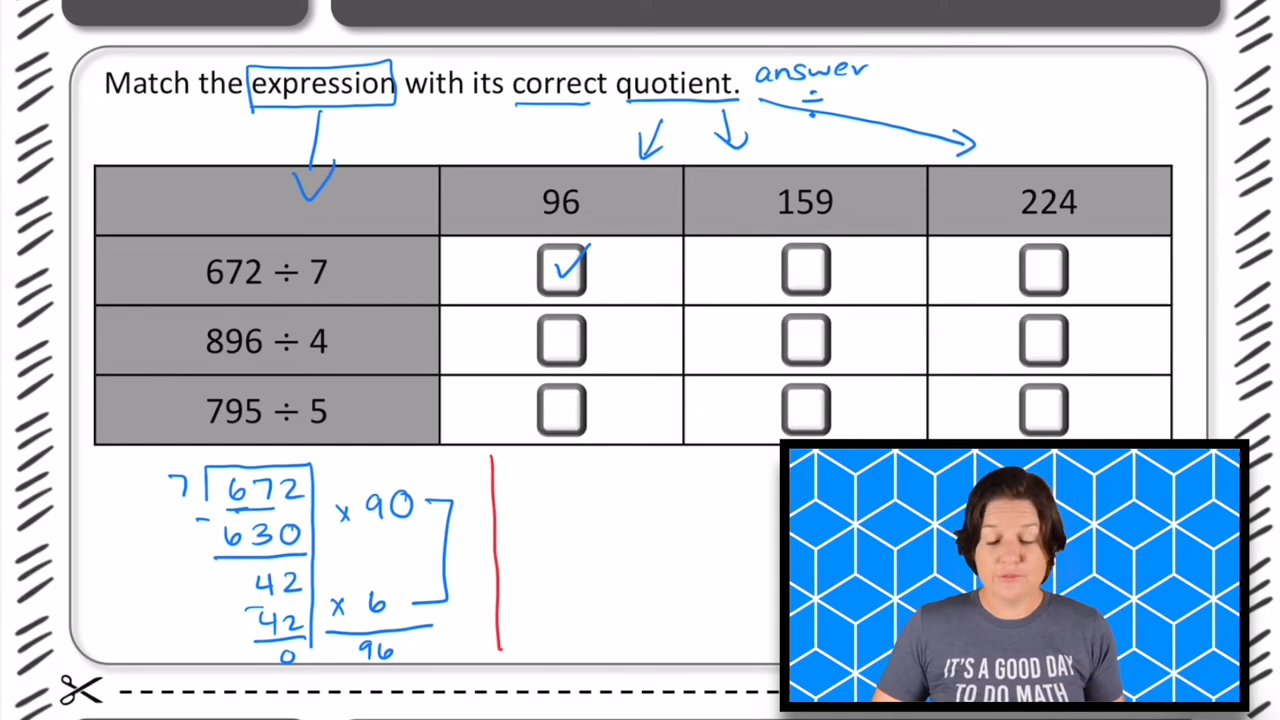 Match the expression with its correct quotient. answer
÷
96 159 224
672 ÷ 7 ✓
896 ÷ 4
795 ÷ 5
7 672 × 90
- 630
42
- 42 × 6
0 96
IT'S A GOOD DAY
TO DO MATH